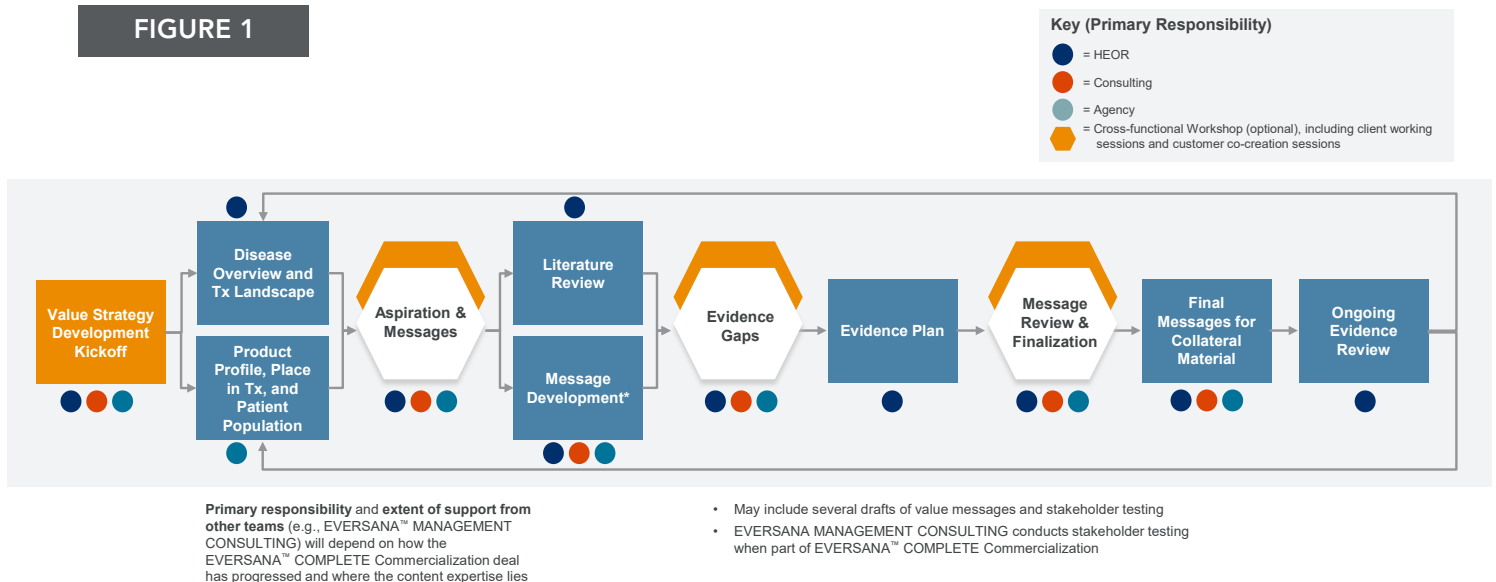 FIGURE 1
Key (Primary Responsibility)
= HEOR
= Consulting
= Agency
= Cross-functional Workshop (optional), including client working
sessions and customer co-creation sessions
Value Strategy
Development
Kickoff
Disease
Overview and
Tx Landscape
Product
Profile, Place
in Tx, and
Patient
Population
Aspiration &
Messages
Literature
Review
Message
Development*
Evidence
Gaps
Evidence Plan
Message
Review &
Finalization
Final
Messages for
Collateral
Material
Ongoing
Evidence
Review
Primary responsibility and extent of support from
other teams (e.g., EVERSANA™ MANAGEMENT
CONSULTING) will depend on how the
EVERSANA™ COMPLETE Commercialization deal
has progressed and where the content expertise lies
• May include several drafts of value messages and stakeholder testing
• EVERSANA MANAGEMENT CONSULTING conducts stakeholder testing
when part of EVERSANA™ COMPLETE Commercialization